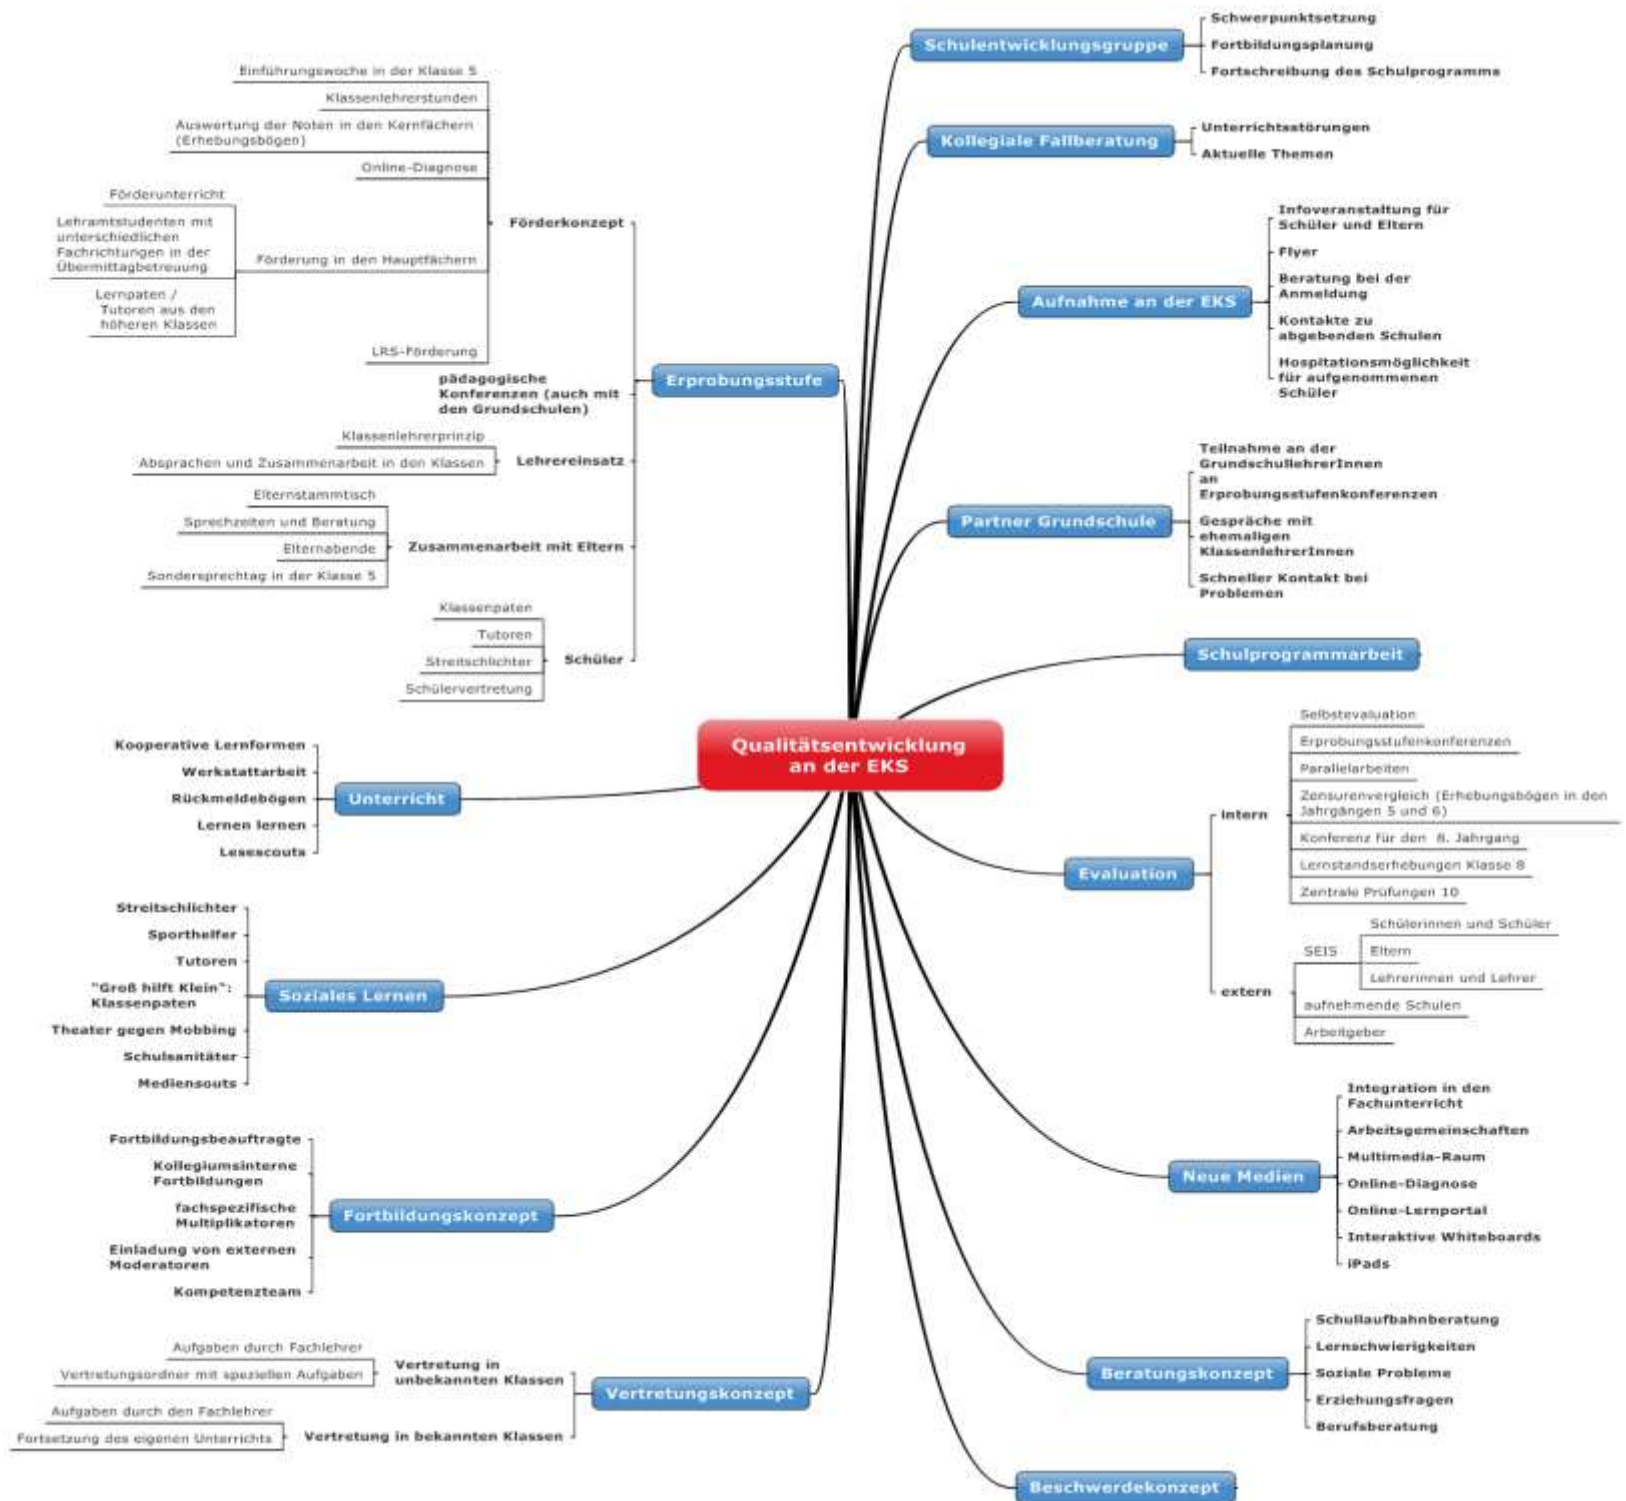 Qualitätsentwicklung
an der EKS
Schulentwicklungsgruppe
Schwerpunktsetzung
Fortbildungsplanung
Fortschreibung des Schulprogramms
Kollegiale Fallberatung
Unterrichtsstörungen
Aktuelle Themen
Aufnahme an der EKS
Infoveranstaltung für
Schüler und Eltern
Flyer
Beratung bei der
Anmeldung
Kontakte zu
abgebenden Schulen
Hospitationsmöglichkeit
für aufgenommenen
Schüler
Partner Grundschule
Teilnahme an der
GrundschullehrerInnen
an
Erprobungsstufenkonferenzen
Gespräche mit
ehemaligen
KlassenlehrerInnen
Schneller Kontakt bei
Problemen
Schulprogrammarbeit
Evaluation
intern
Selbstevaluation
Erprobungsstufenkonferenzen
Parallelarbeiten
Zensurenvergleich (Erhebungsbögen in den
Jahrgängen 5 und 6)
Konferenz für den 8. Jahrgang
Lernstandserhebungen Klasse 8
Zentrale Prüfungen 10
extern
SEIS
Schülerinnen und Schüler
Eltern
Lehrerinnen und Lehrer
aufnehmende Schulen
Arbeitgeber
Neue Medien
Integration in den
Fachunterricht
Arbeitsgemeinschaften
Multimedia-Raum
Online-Diagnose
Online-Lernportal
Interaktive Whiteboards
iPads
Beratungskonzept
Schullaufbahnberatung
Lernschwierigkeiten
Soziale Probleme
Erziehungsfragen
Berufsberatung
Beschwerdekonzept
Erprobungsstufe
Förderkonzept
Einführungswoche in der Klasse 5
Klassenlehrerstunden
Auswertung der Noten in den Kernfächern
(Erhebungsbögen)
Online-Diagnose
Förderung in den Hauptfächern
Förderunterricht
Lehramtstudenten mit
unterschiedlichen
Fachrichtungen in der
Übermittagbetreuung
Lernpaten /
Tutoren aus den
höheren Klassen
LRS-Förderung
pädagogische
Konferenzen (auch mit
den Grundschulen)
Lehrereinsatz
Klassenlehrerprinzip
Absprachen und Zusammenarbeit in den Klassen
Zusammenarbeit mit Eltern
Elternstammtisch
Sprechzeiten und Beratung
Elternabende
Sondersprechtag in der Klasse 5
Schüler
Klassenpaten
Tutoren
Streitschlichter
Schülervertretung
Unterricht
Kooperative Lernformen
Werkstattarbeit
Rückmeldebögen
Lernen lernen
Lesescouts
Soziales Lernen
Streitschlichter
Sporthelfer
Tutoren
"Groß hilft Klein":
Klassenpaten
Theater gegen Mobbing
Schulsanitäter
Mediensouts
Fortbildungskonzept
Fortbildungsbeauftragte
Kollegiumsinterne
Fortbildungen
fachspezifische
Multiplikatoren
Einladung von externen
Moderatoren
Kompetenzteam
Vertretungskonzept
Vertretung in
unbekannten Klassen
Aufgaben durch Fachlehrer
Vertretungsordner mit speziellen Aufgaben
Vertretung in bekannten Klassen
Aufgaben durch den Fachlehrer
Fortsetzung des eigenen Unterrichts